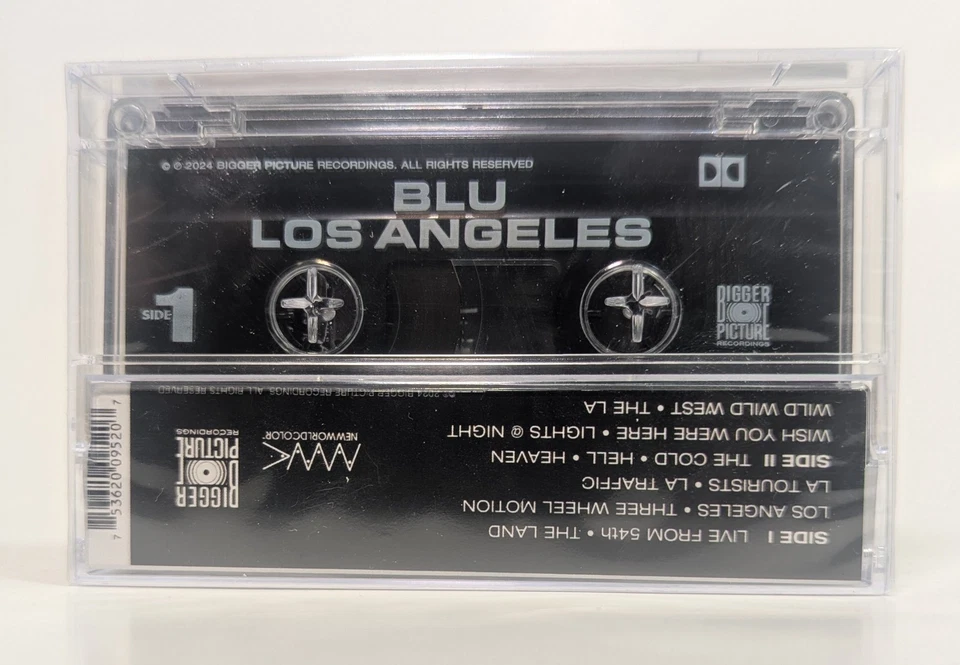 © ℗ 2024 BIGGER PICTURE RECORDINGS. ALL RIGHTS RESERVED
BLU
LOS ANGELES
SIDE 1
BIGGER
PICTURE
RECORDINGS
SIDE I LIVE FROM 54th • THE LAND
LOS ANGELES • THREE WHEEL MOTION
LA TOURISTS • LA TRAFFIC
SIDE II THE COLD • HELL • HEAVEN
WISH YOU WERE HERE • LIGHTS @ NIGHT
WILD WILD WEST • THE LA
NEWWORLDCOLOR
BIGGER
PICTURE
RECORDINGS
©℗ 2024 BIGGER PICTURE RECORDINGS. ALL RIGHTS RESERVED
7 53620 09520 7